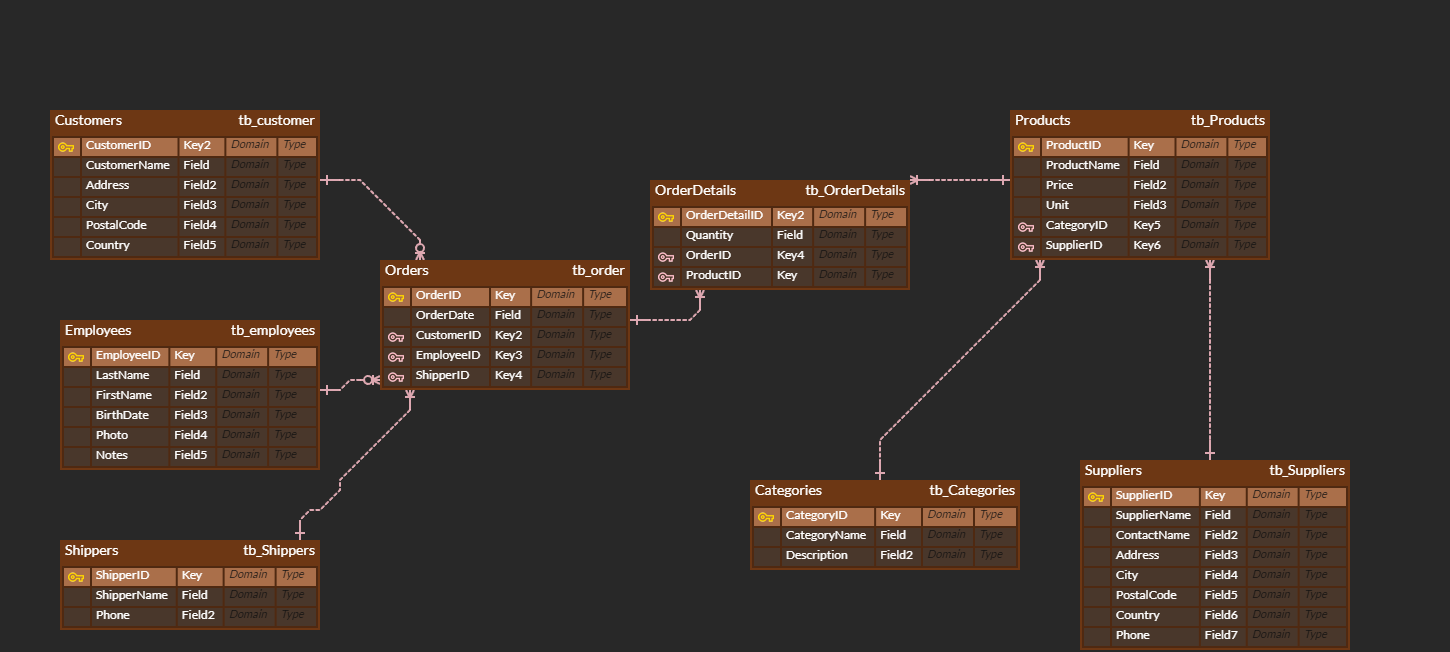 Customers tb_customer
CustomerID Key2 Domain Type
CustomerName Field Domain Type
Address Field2 Domain Type
City Field3 Domain Type
PostalCode Field4 Domain Type
Country Field5 Domain Type
Employees tb_employees
EmployeeID Key Domain Type
LastName Field Domain Type
FirstName Field2 Domain Type
BirthDate Field3 Domain Type
Photo Field4 Domain Type
Notes Field5 Domain Type
Shippers tb_Shippers
ShipperID Key Domain Type
ShipperName Field Domain Type
Phone Field2 Domain Type
Orders tb_order
OrderID Key Domain Type
OrderDate Field Domain Type
CustomerID Key2 Domain Type
EmployeeID Key3 Domain Type
ShipperID Key4 Domain Type
OrderDetails tb_OrderDetails
OrderDetailID Key2 Domain Type
Quantity Field Domain Type
OrderID Key4 Domain Type
ProductID Key Domain Type
Products tb_Products
ProductID Key Domain Type
ProductName Field Domain Type
Price Field2 Domain Type
Unit Field3 Domain Type
CategoryID Key5 Domain Type
SupplierID Key6 Domain Type
Categories tb_Categories
CategoryID Key Domain Type
CategoryName Field Domain Type
Description Field2 Domain Type
Suppliers tb_Suppliers
SupplierID Key Domain Type
SupplierName Field Domain Type
ContactName Field2 Domain Type
Address Field3 Domain Type
City Field4 Domain Type
PostalCode Field5 Domain Type
Country Field6 Domain Type
Phone Field7 Domain Type